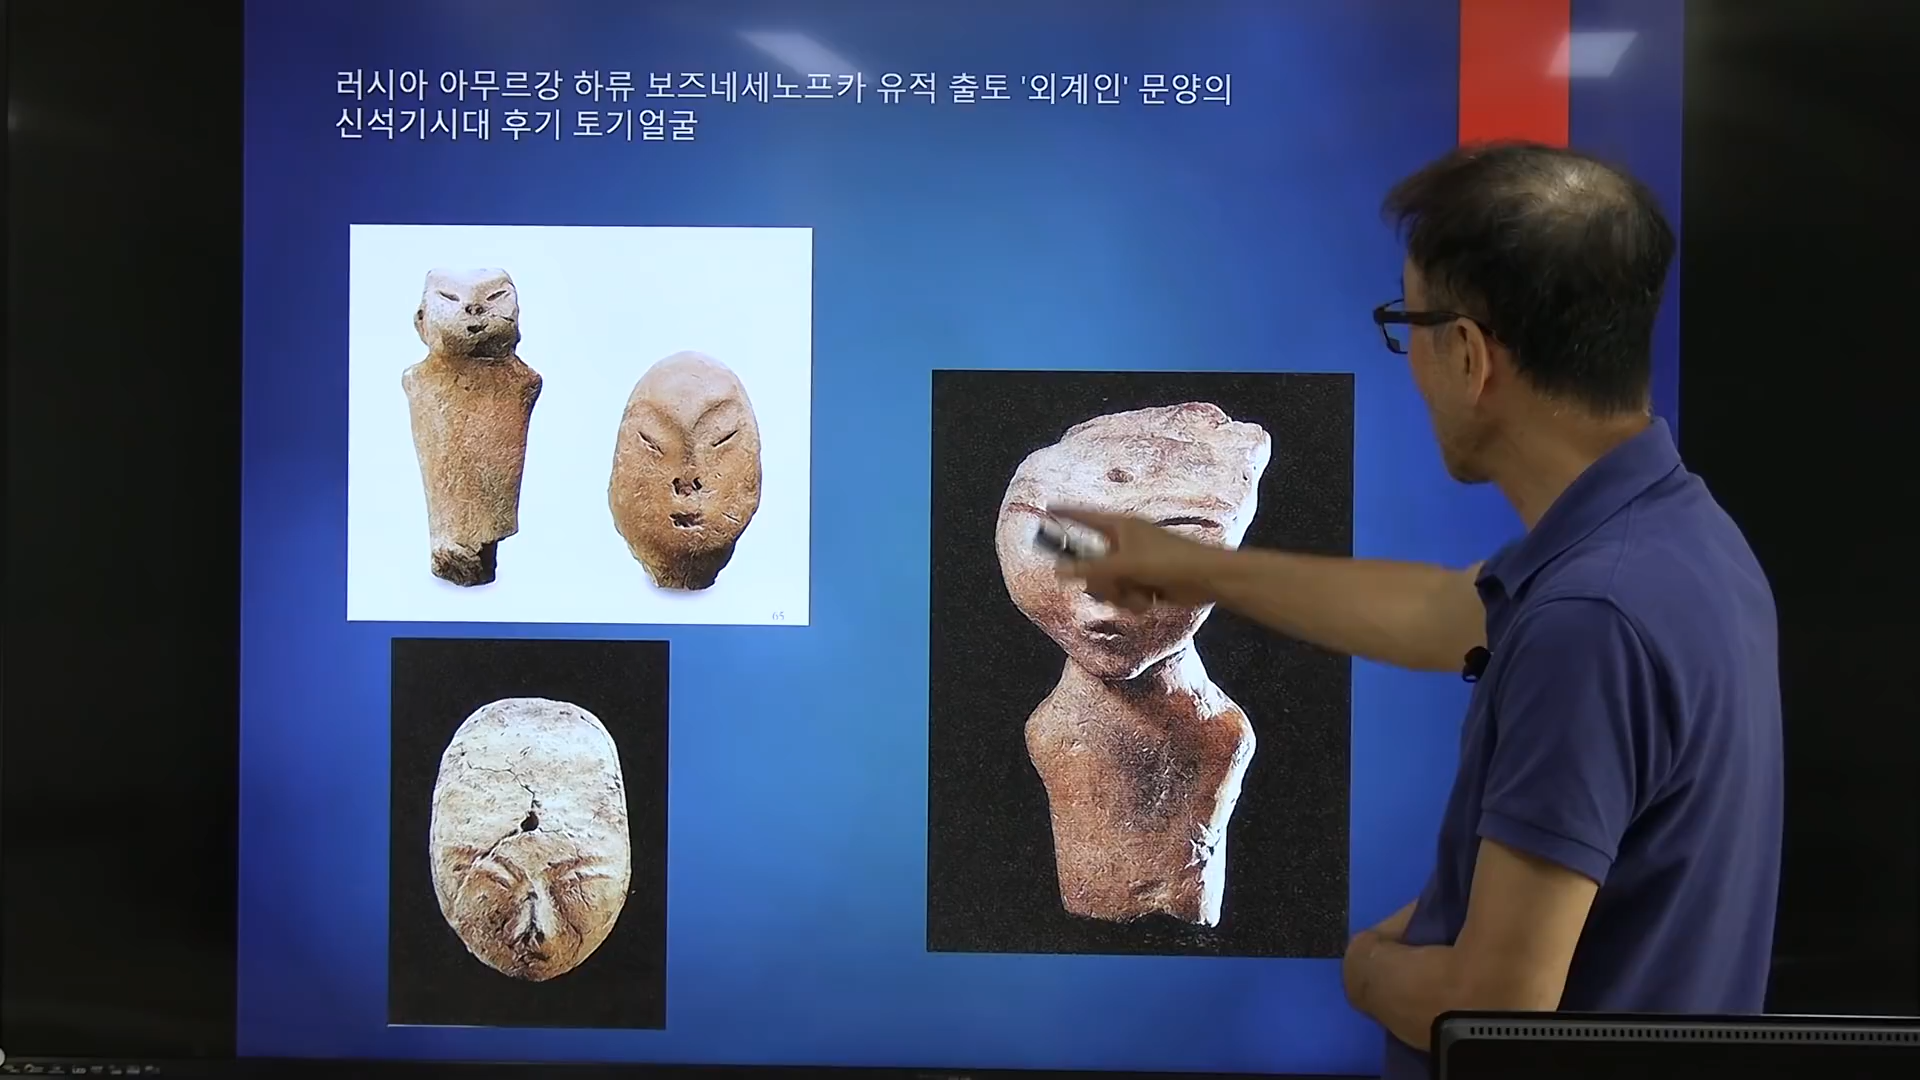 러시아 아무르강 하류 보즈네세노프카 유적 출토 '외계인' 문양의
신석기시대 후기 토기얼굴
65